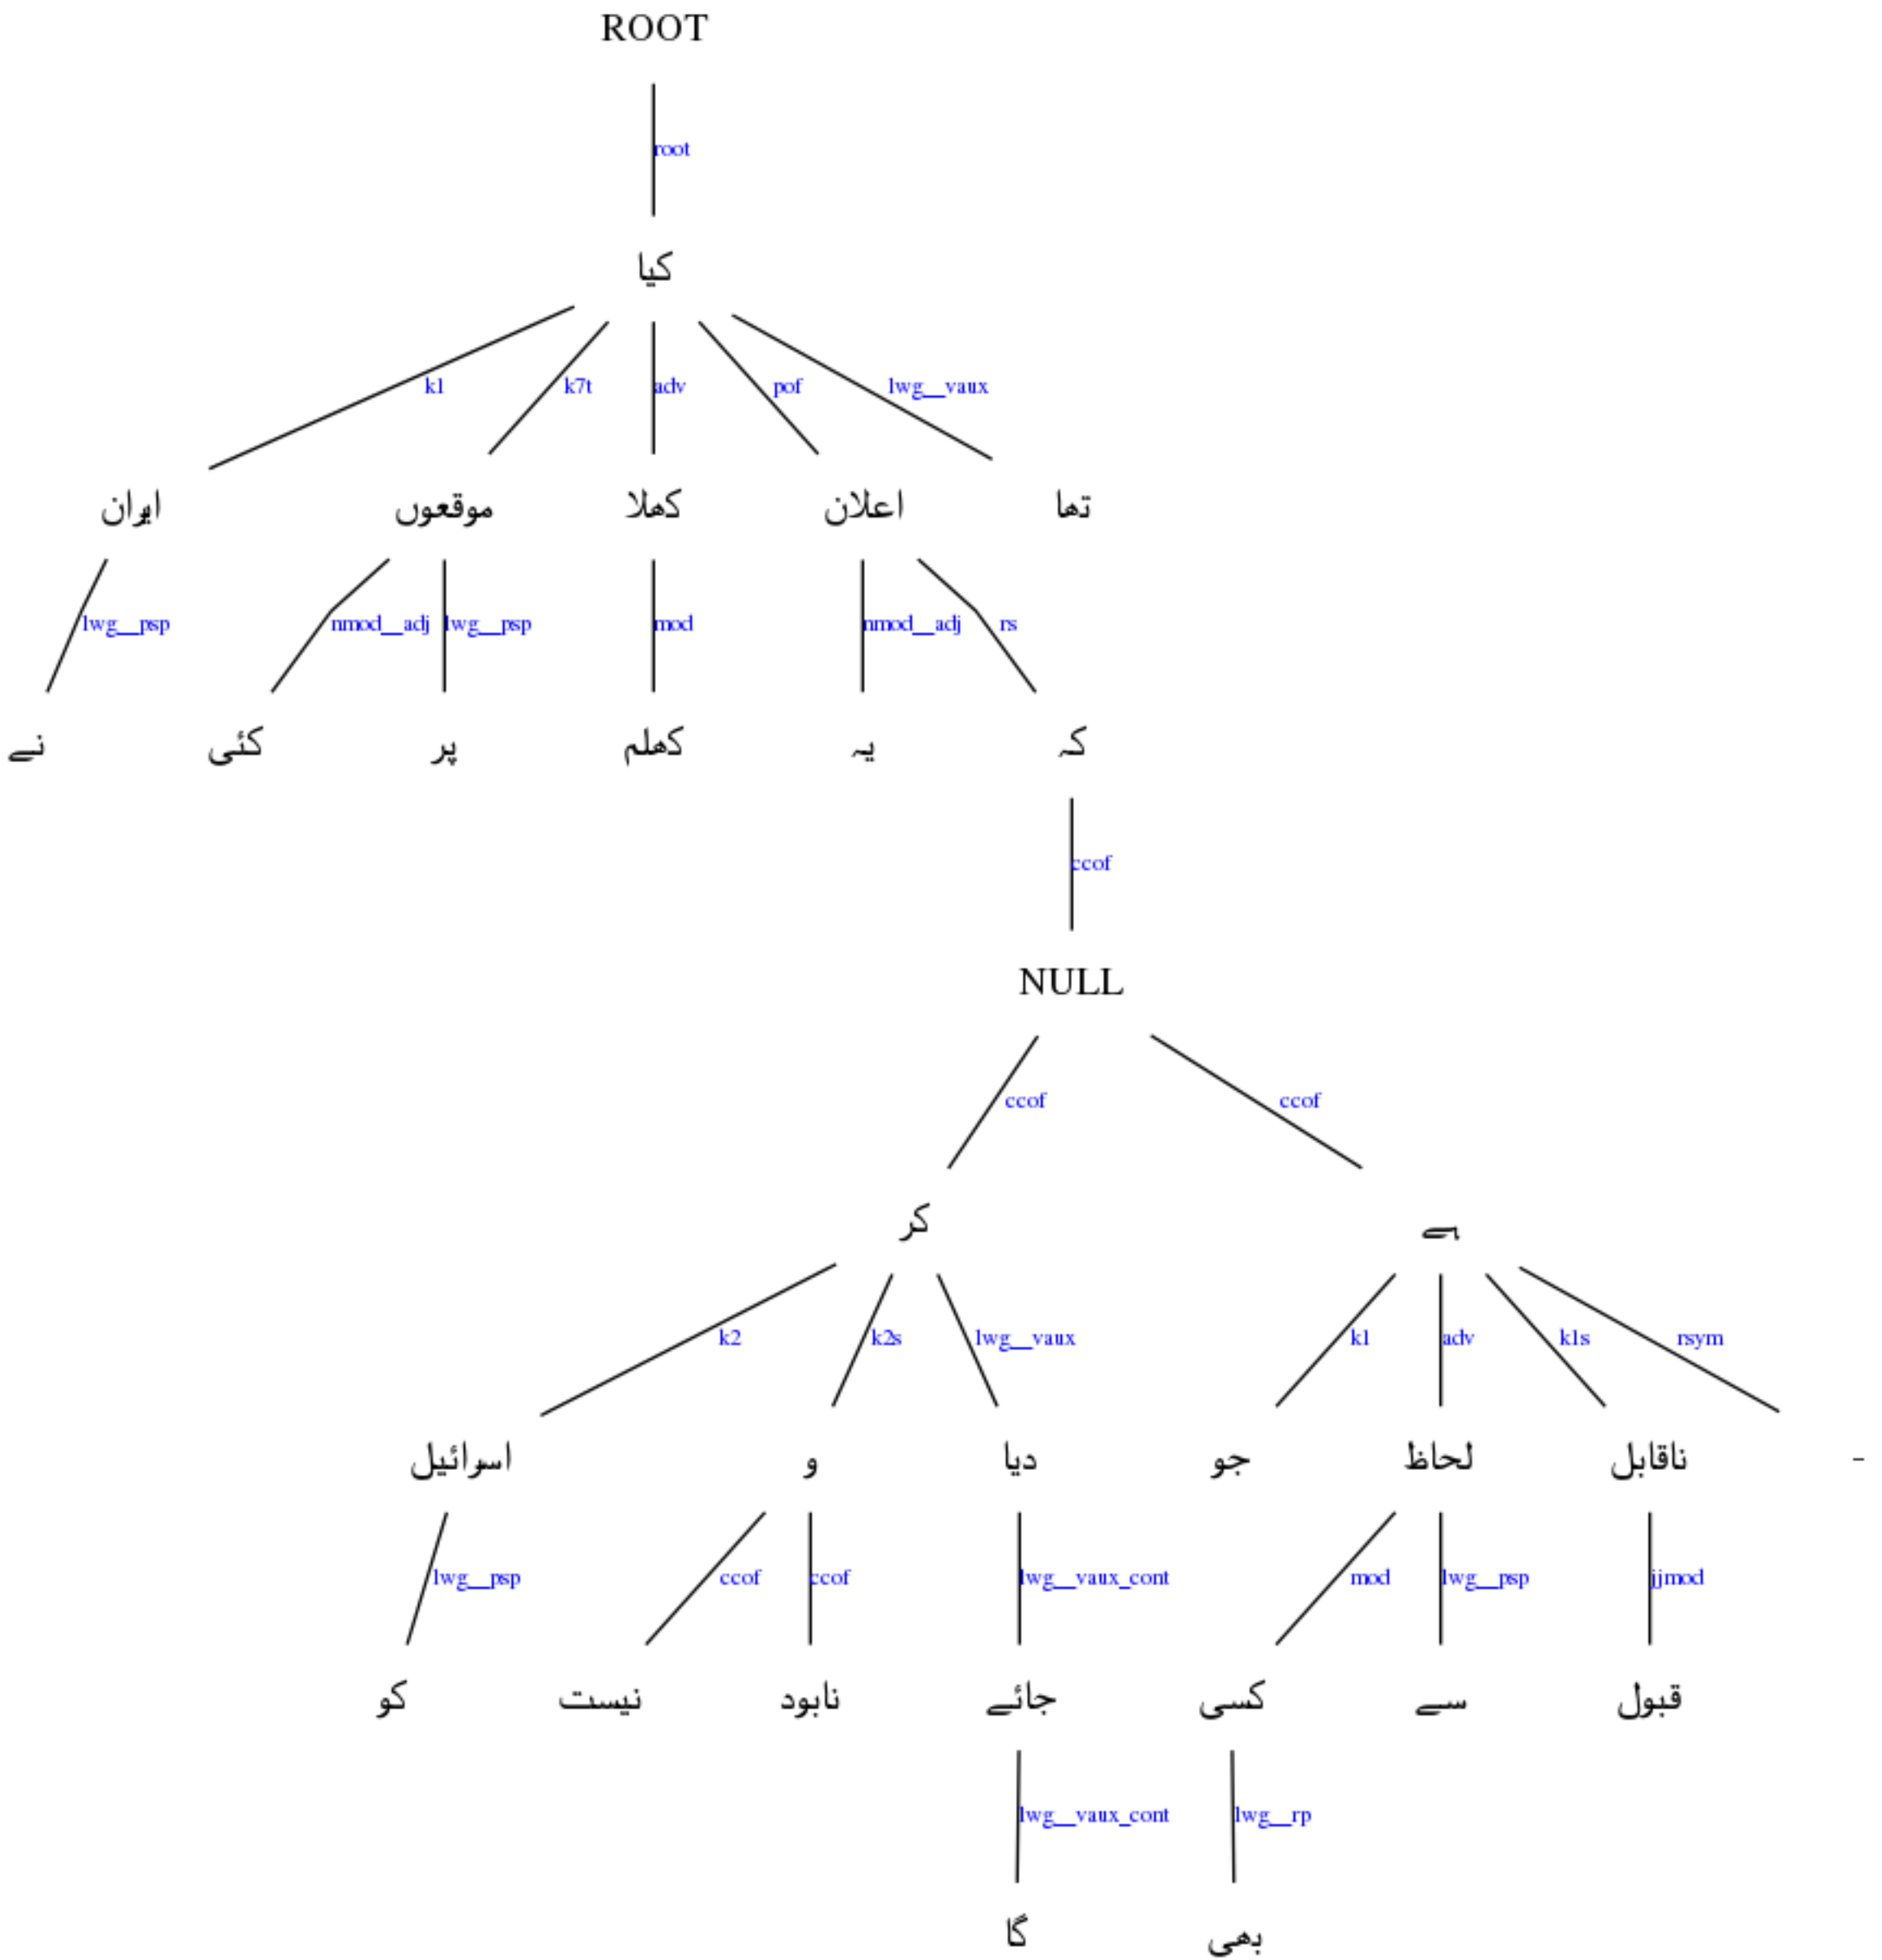 ROOT
root
کیا
k1 k7t adv pof lwg__vaux
ایران موقعوں کھلا اعلان تھا
lwg__psp nmod__adj lwg__psp mod nmod__adj rs
نے کئی پر کھلم یہ کہ
ccof
NULL
ccof ccof
کر ہے
k2 k2s lwg__vaux k1 adv k1s rsym
اسرائیل و دیا جو لحاظ ناقابل -
lwg__psp ccof ccof lwg__vaux_cont mod lwg__psp jjmod
کو نیست نابود جائے کسی سے قبول
lwg__vaux_cont lwg__rp
گا بھی